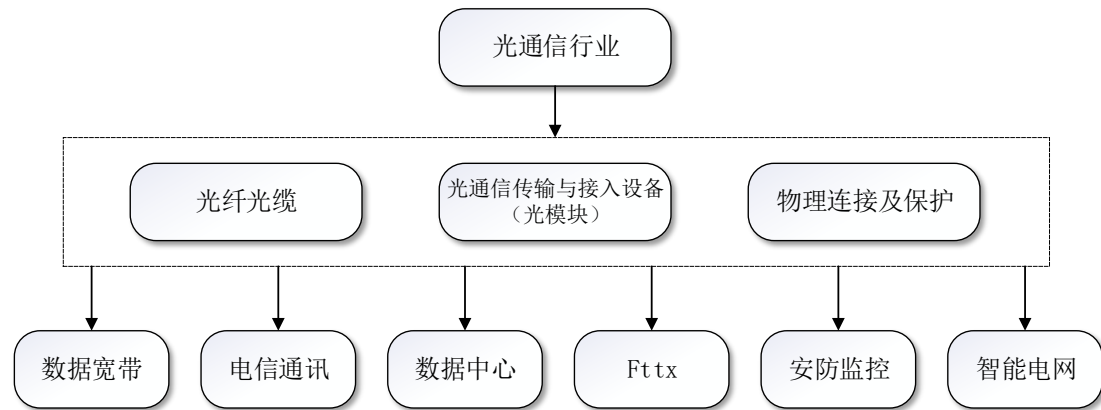 光通信行业
光纤光缆
光通信传输与接入设备
（光模块）
物理连接及保护
数据宽带
电信通讯
数据中心
Fttx
安防监控
智能电网